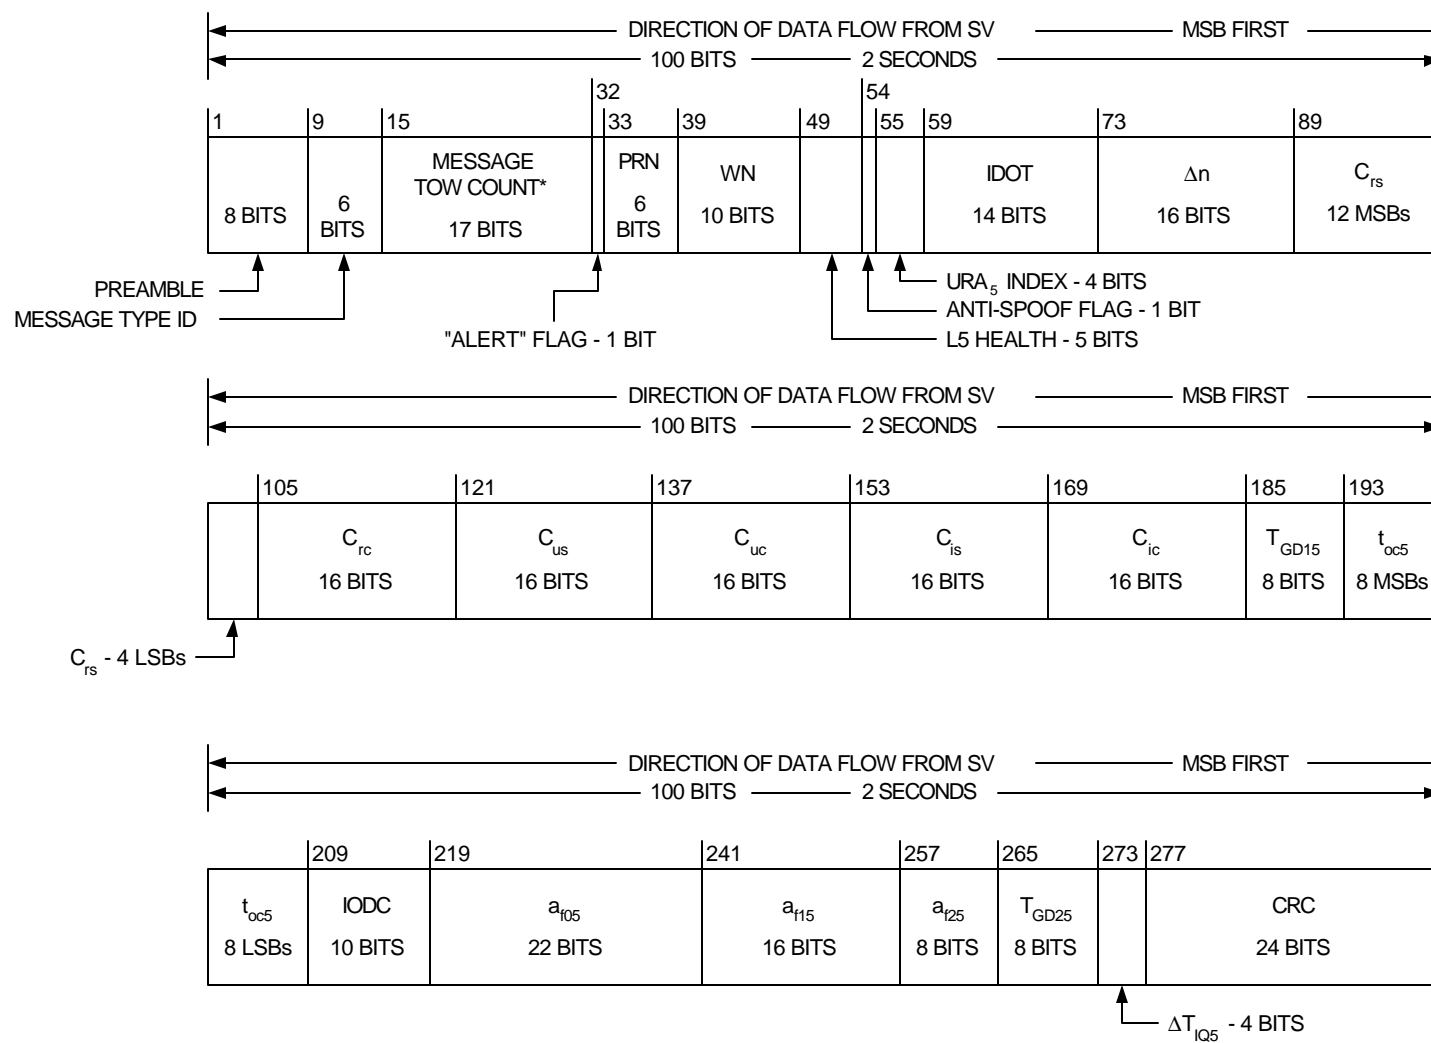 DIRECTION OF DATA FLOW FROM SV MSB FIRST
100 BITS 2 SECONDS
32 54
1 9 15 33 39 49 55 59 73 89
8 BITS
6
BITS
MESSAGE
TOW COUNT*
17 BITS
PRN
6
BITS
WN
10 BITS
IDOT
14 BITS
Δn
16 BITS
Crs
12 MSBs
PREAMBLE
MESSAGE TYPE ID
"ALERT" FLAG - 1 BIT
URA5 INDEX - 4 BITS
ANTI-SPOOF FLAG - 1 BIT
L5 HEALTH - 5 BITS
DIRECTION OF DATA FLOW FROM SV MSB FIRST
100 BITS 2 SECONDS
105 121 137 153 169 185 193
Crc
16 BITS
Cus
16 BITS
Cuc
16 BITS
Cis
16 BITS
Cic
16 BITS
TGD15
8 BITS
toc5
8 MSBs
Crs - 4 LSBs
DIRECTION OF DATA FLOW FROM SV MSB FIRST
100 BITS 2 SECONDS
209 219 241 257 265 273 277
toc5
8 LSBs
IODC
10 BITS
af05
22 BITS
af15
16 BITS
af25
8 BITS
TGD25
8 BITS
CRC
24 BITS
ΔTIQ5 - 4 BITS